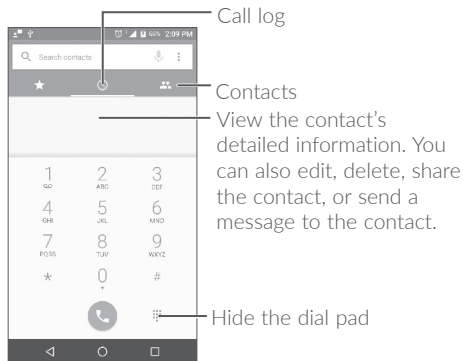 Call log
66% 2:09 PM
Search contacts
Contacts
View the contact's
detailed information. You
can also edit, delete, share
the contact, or send a
message to the contact.
1 2 3
ABC DEF
4 5 6
GHI JKL MNO
7 8 9
PQRS TUV WXYZ
* 0 #
+
Hide the dial pad